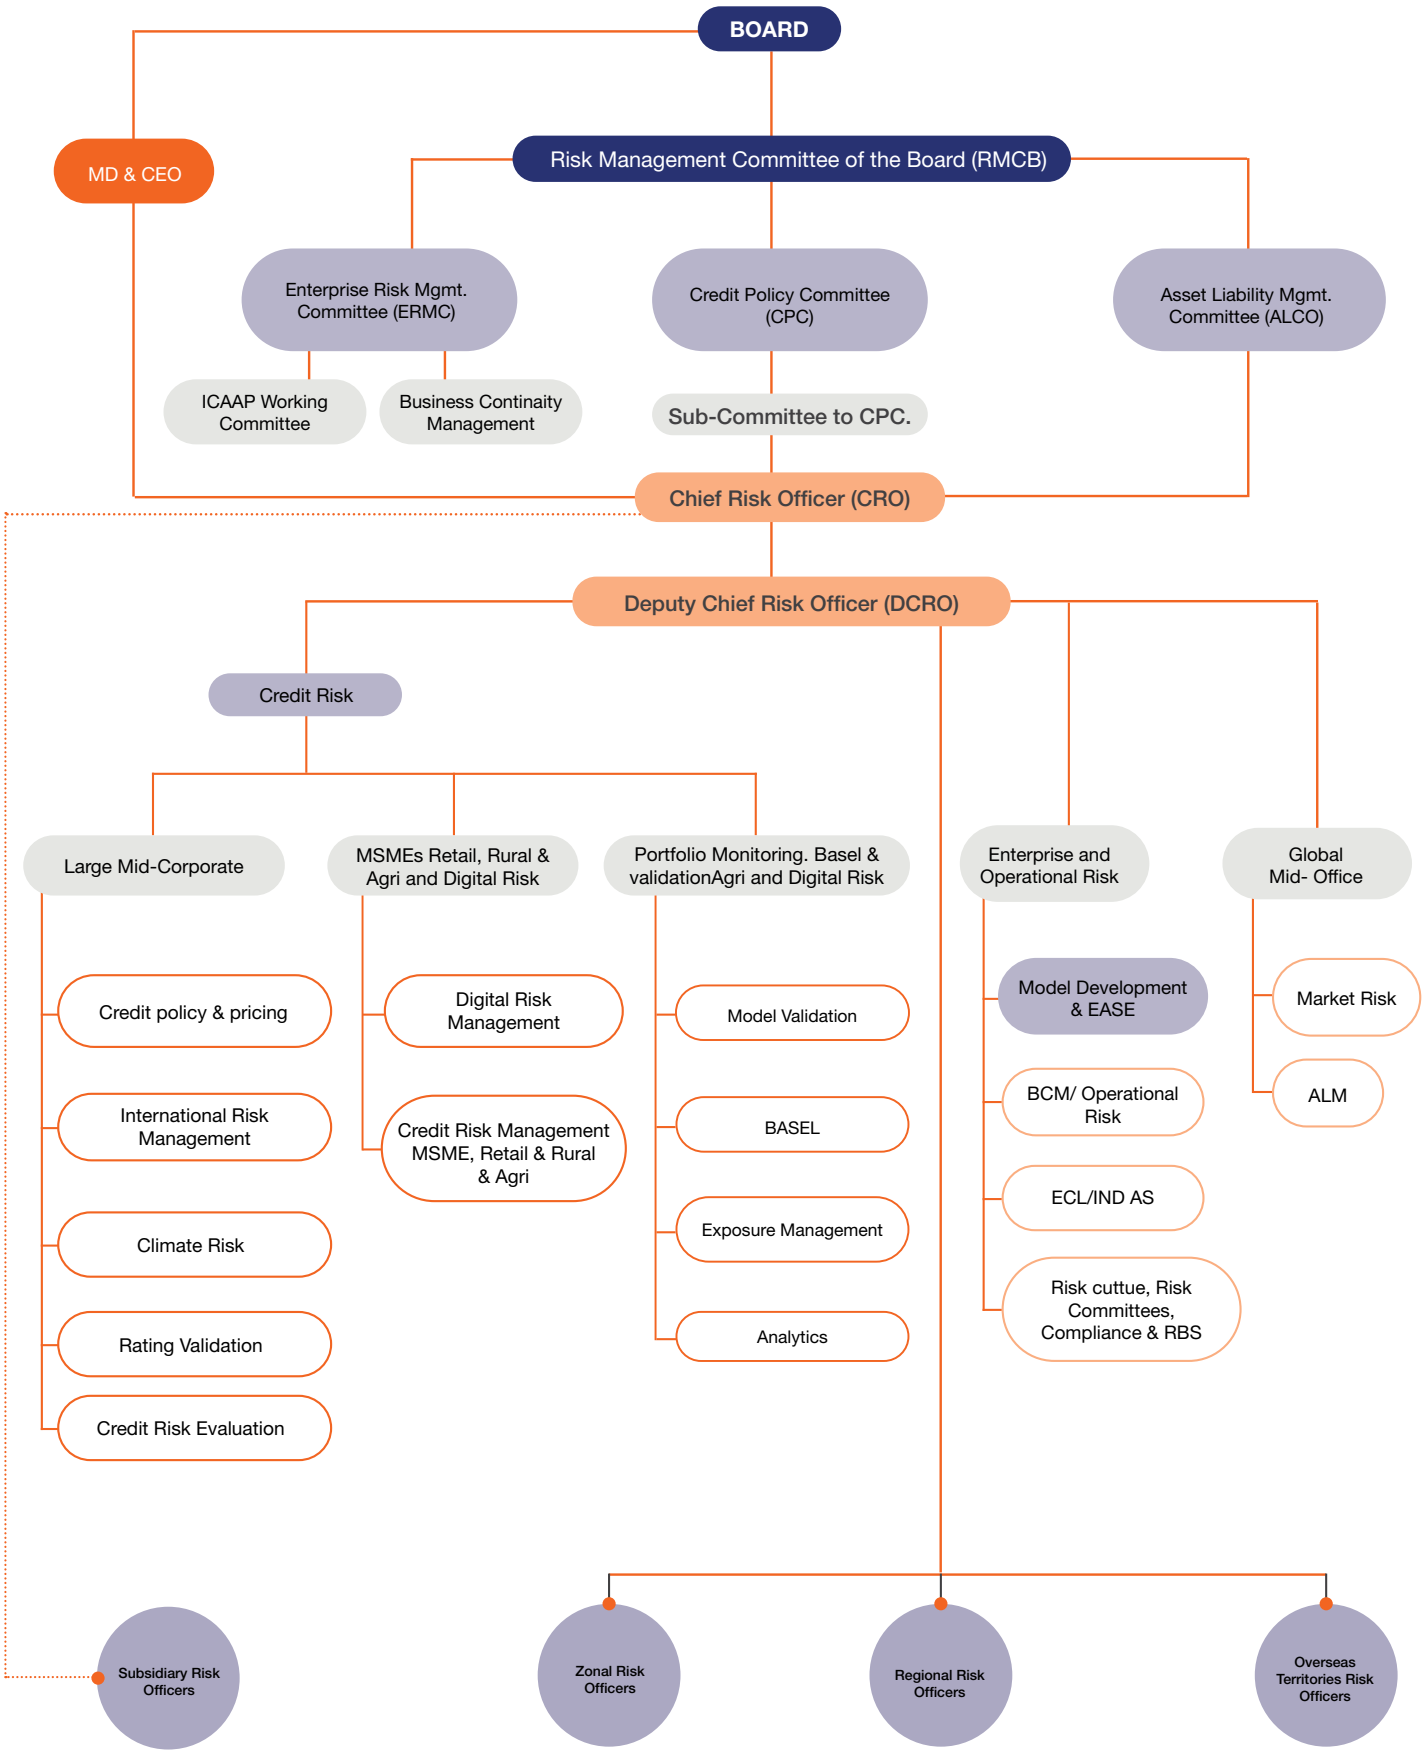 BOARD
MD & CEO
Risk Management Committee of the Board (RMCB)
Enterprise Risk Mgmt.
Committee (ERMC)
Credit Policy Committee
(CPC)
Asset Liability Mgmt.
Committee (ALCO)
ICAAP Working
Committee
Business Continaity
Management
Sub-Committee to CPC.
Chief Risk Officer (CRO)
Deputy Chief Risk Officer (DCRO)
Credit Risk
Large Mid-Corporate
MSMEs Retail, Rural &
Agri and Digital Risk
Portfolio Monitoring. Basel &
validationAgri and Digital Risk
Enterprise and
Operational Risk
Global
Mid- Office
Credit policy & pricing
International Risk
Management
Climate Risk
Rating Validation
Credit Risk Evaluation
Digital Risk
Management
Credit Risk Management
MSME, Retail & Rural
& Agri
Model Validation
BASEL
Exposure Management
Analytics
Model Development
& EASE
BCM/ Operational
Risk
ECL/IND AS
Risk cuttue, Risk
Committees,
Compliance & RBS
Market Risk
ALM
Subsidiary Risk
Officers
Zonal Risk
Officers
Regional Risk
Officers
Overseas
Territories Risk
Officers